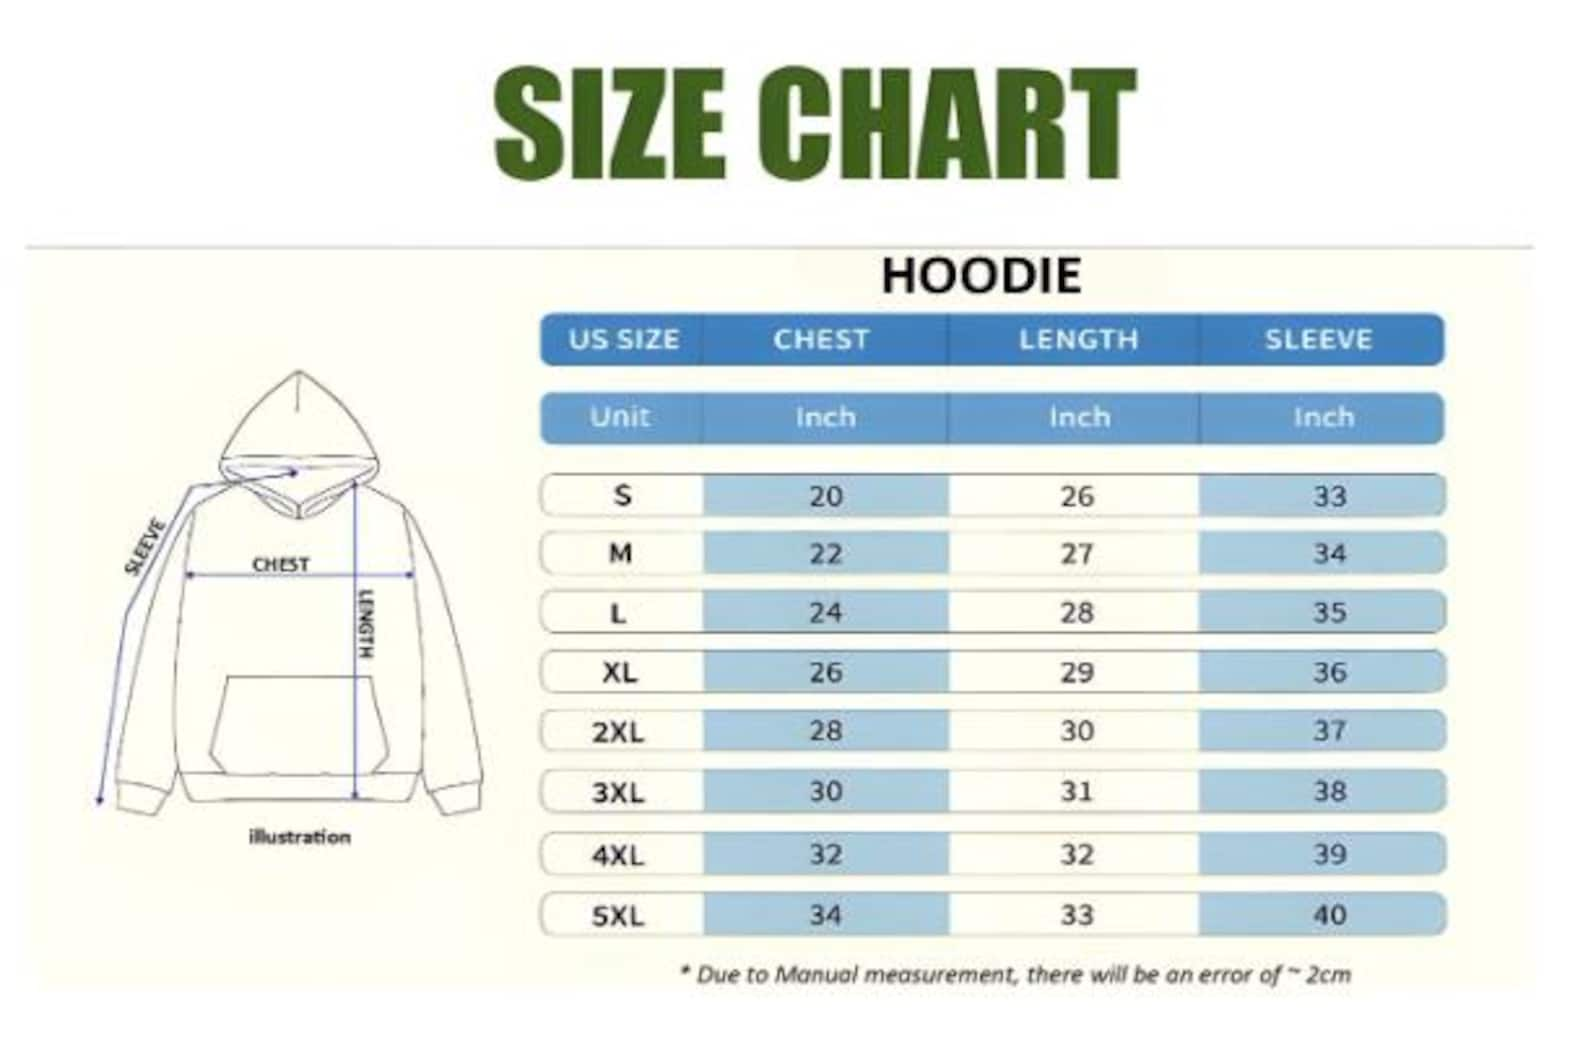 SIZE CHART
HOODIE
US SIZE CHEST LENGTH SLEEVE
Unit Inch Inch Inch
S 20 26 33
M 22 27 34
L 24 28 35
XL 26 29 36
2XL 28 30 37
3XL 30 31 38
4XL 32 32 39
5XL 34 33 40
* Due to Manual measurement, there will be an error of ~ 2cm
SLEEVE
CHEST
LENGTH
illustration